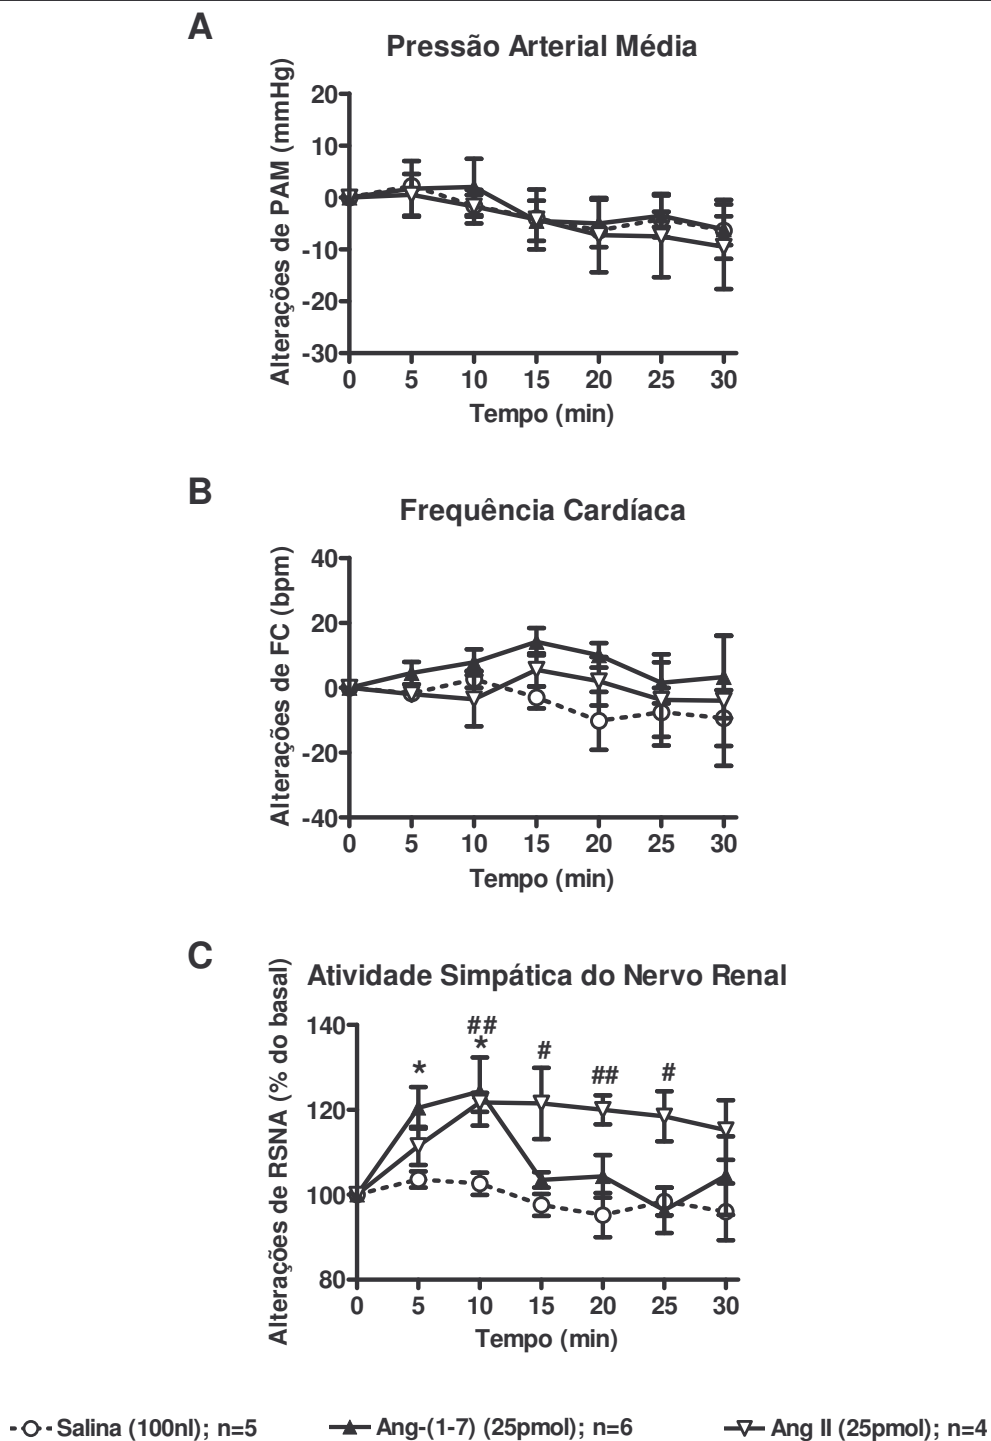 A
Pressão Arterial Média
Alterações de PAM (mmHg)
20
10
0
-10
-20
-30
0 5 10 15 20 25 30
Tempo (min)
B
Frequência Cardíaca
Alterações de FC (bpm)
40
20
0
-20
-40
0 5 10 15 20 25 30
Tempo (min)
C
Atividade Simpática do Nervo Renal
Alterações de RSNA (% do basal)
140
120
100
80
* ## * # ## #
0 5 10 15 20 25 30
Tempo (min)
Salina (100nl); n=5 Ang-(1-7) (25pmol); n=6 Ang II (25pmol); n=4